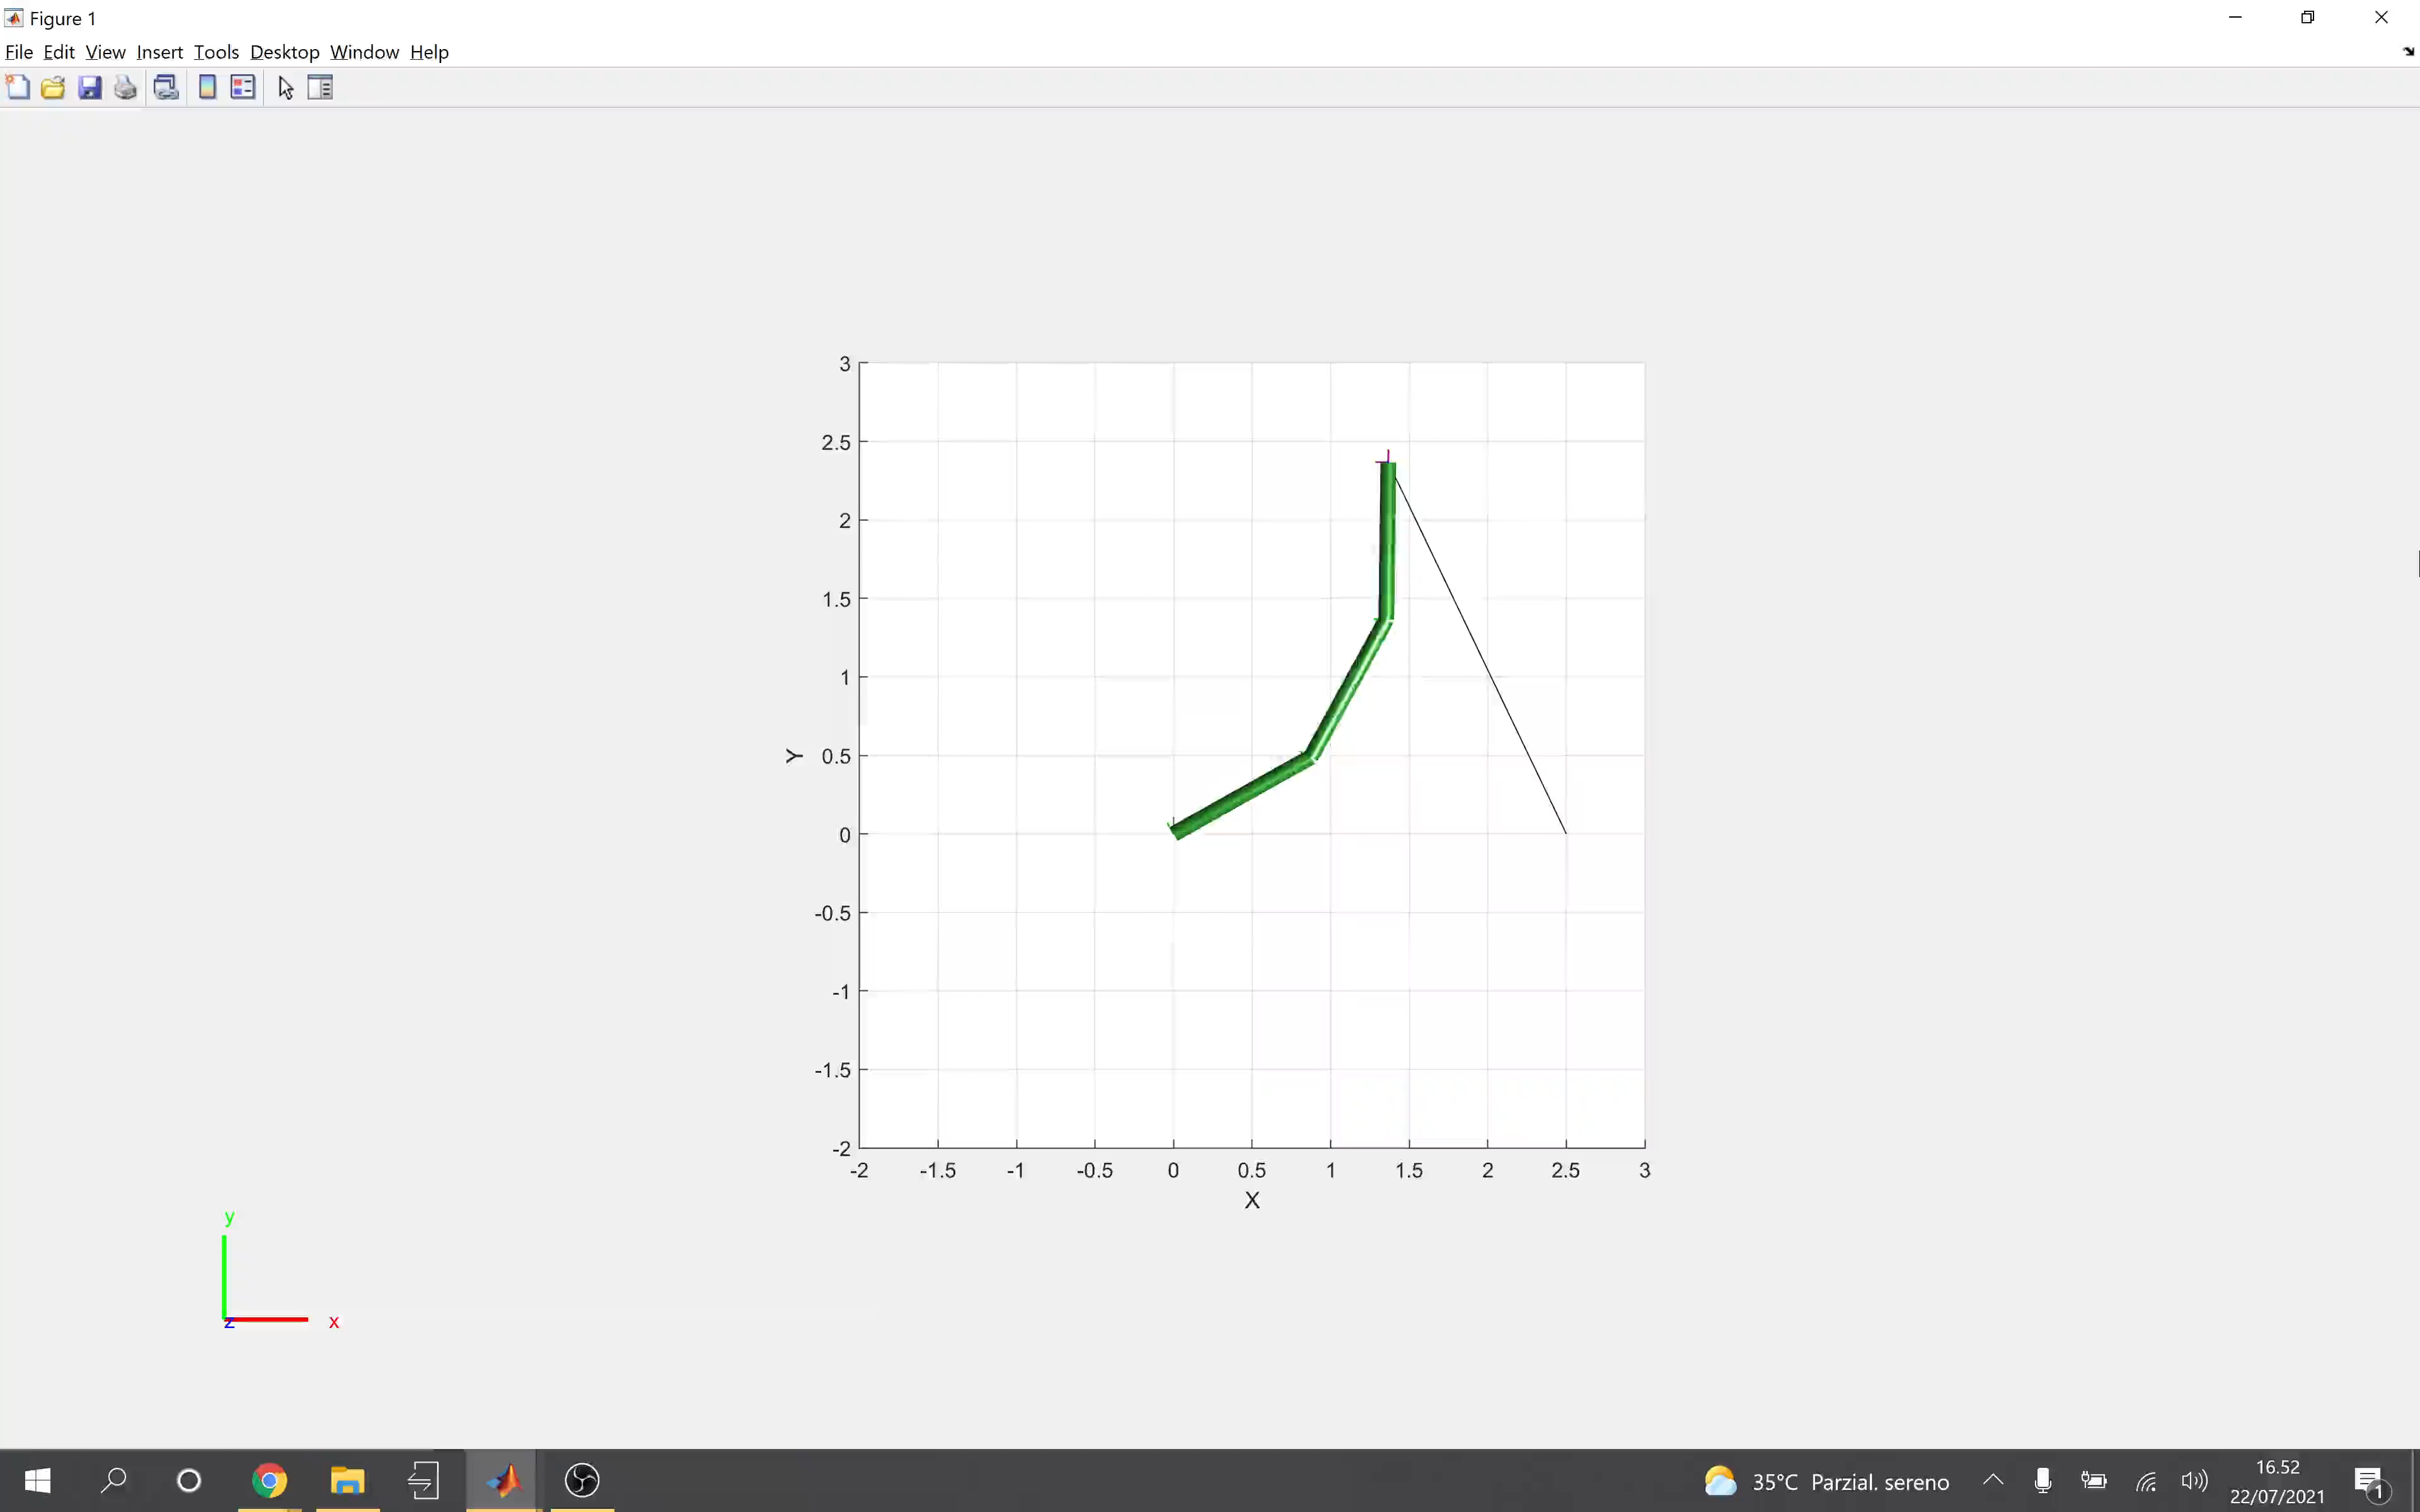 Figure 1
File Edit View Insert Tools Desktop Window Help
3
2.5
2
1.5
1
0.5
0
-0.5
-1
-1.5
-2
Y
-2 -1.5 -1 -0.5 0 0.5 1 1.5 2 2.5 3
X
y
z x
35°C Parzial. sereno
16.52
22/07/2021
1